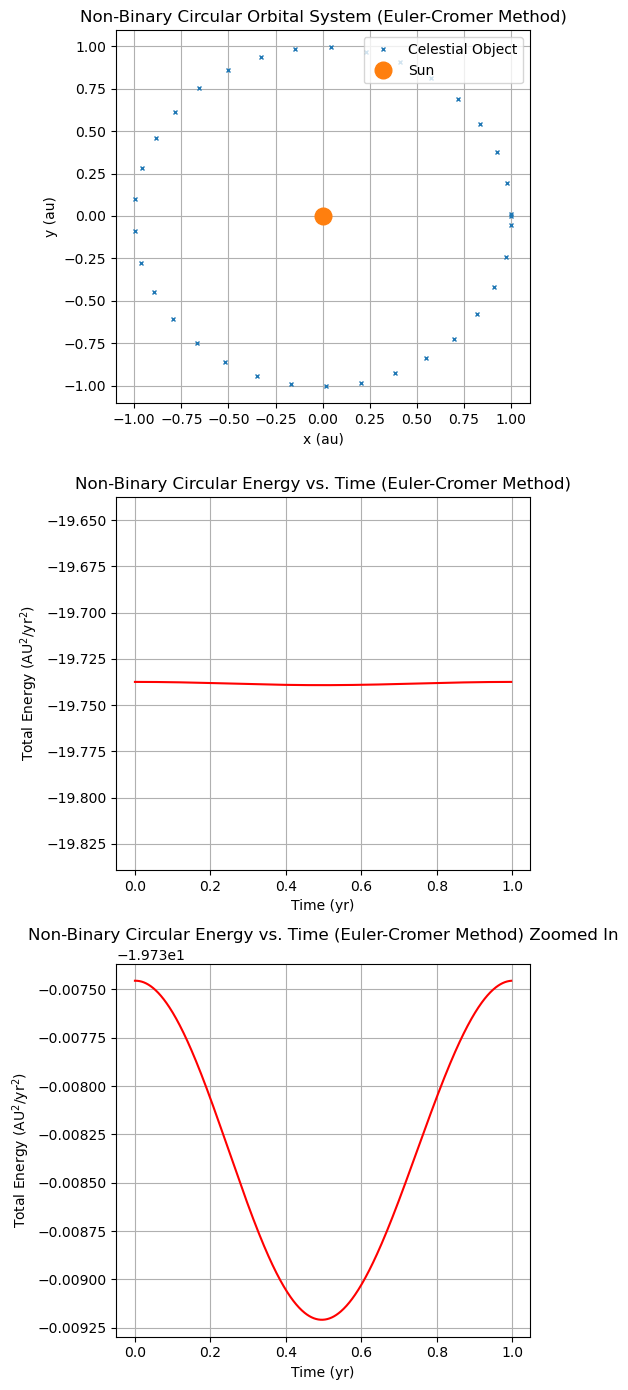 Non-Binary Circular Orbital System (Euler-Cromer Method)
Celestial Object
Sun
1.00
0.75
0.50
0.25
0.00
−0.25
−0.50
−0.75
−1.00
y (au)
−1.00 −0.75 −0.50 −0.25 0.00 0.25 0.50 0.75 1.00
x (au)
Non-Binary Circular Energy vs. Time (Euler-Cromer Method)
−19.650
−19.675
−19.700
−19.725
−19.750
−19.775
−19.800
−19.825
Total Energy (AU²/yr²)
0.0 0.2 0.4 0.6 0.8 1.0
Time (yr)
Non-Binary Circular Energy vs. Time (Euler-Cromer Method) Zoomed In
−1.973e1
−0.00750
−0.00775
−0.00800
−0.00825
−0.00850
−0.00875
−0.00900
−0.00925
Total Energy (AU²/yr²)
0.0 0.2 0.4 0.6 0.8 1.0
Time (yr)